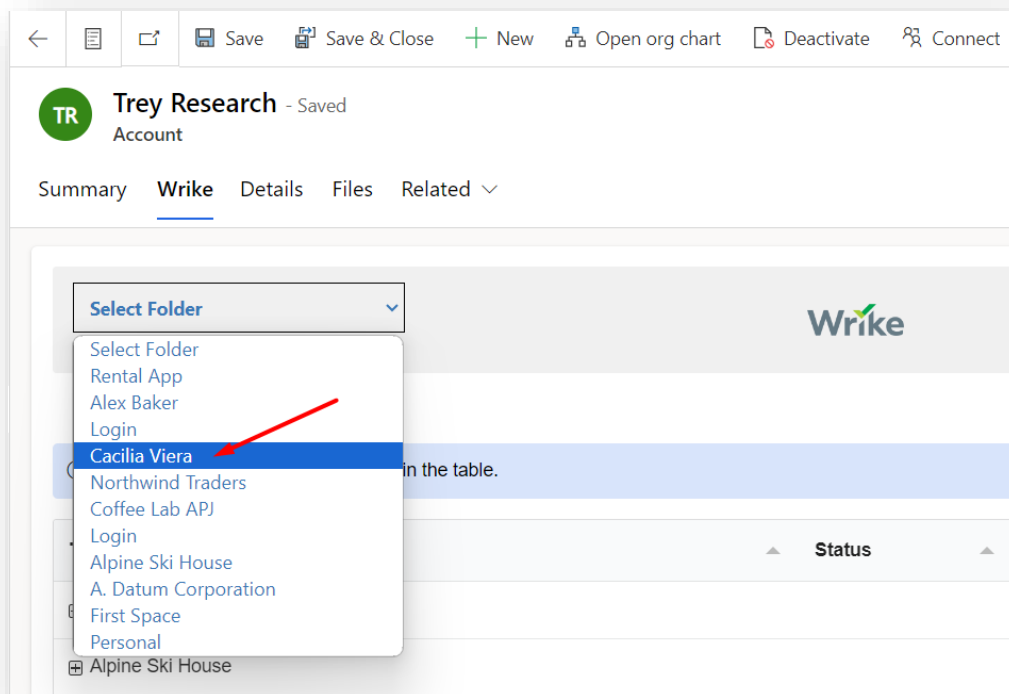 Save Save & Close New Open org chart Deactivate Connect
TR
Trey Research - Saved
Account
Summary Wrike Details Files Related
Select Folder
Wrike
Select Folder
Rental App
Alex Baker
Login
Cacilia Viera
in the table.
Northwind Traders
Coffee Lab APJ
Login
Status
Alpine Ski House
A. Datum Corporation
First Space
Personal
Alpine Ski House